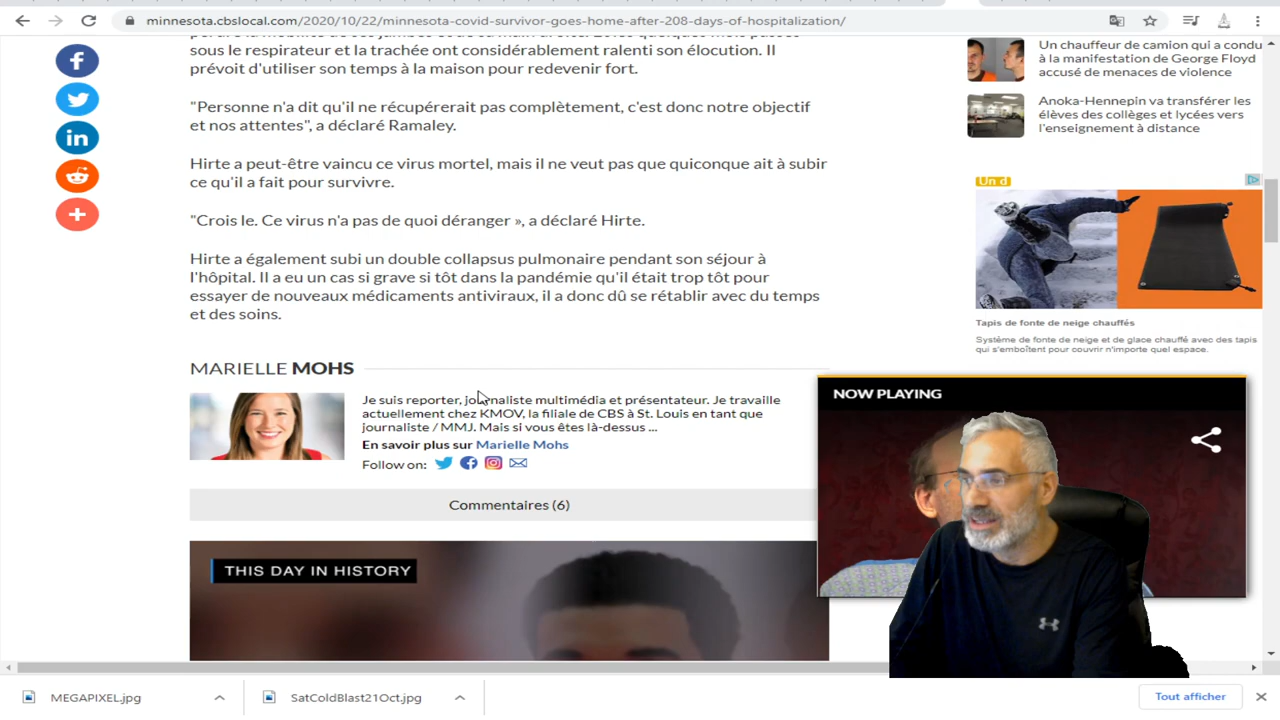 minnesota.cbslocal.com/2020/10/22/minnesota-covid-survivor-goes-home-after-208-days-of-hospitalization/
sous le respirateur et la trachée ont considérablement ralenti son élocution. Il
prévoit d'utiliser son temps à la maison pour redevenir fort.
"Personne n'a dit qu'il ne récupérerait pas complètement, c'est donc notre objectif
et nos attentes", a déclaré Ramaley.
Hirte a peut-être vaincu ce virus mortel, mais il ne veut pas que quiconque ait à subir
ce qu'il a fait pour survivre.
"Crois le. Ce virus n'a pas de quoi déranger », a déclaré Hirte.
Hirte a également subi un double collapsus pulmonaire pendant son séjour à
l'hôpital. Il a eu un cas si grave si tôt dans la pandémie qu'il était trop tôt pour
essayer de nouveaux médicaments antiviraux, il a donc dû se rétablir avec du temps
et des soins.
MARIELLE MOHS
Je suis reporter, journaliste multimédia et présentateur. Je travaille
actuellement chez KMOV, la filiale de CBS à St. Louis en tant que
journaliste / MMJ. Mais si vous êtes là-dessus ...
En savoir plus sur Marielle Mohs
Follow on:
Commentaires (6)
THIS DAY IN HISTORY
Un chauffeur de camion qui a condu
à la manifestation de George Floyd
accusé de menaces de violence
Anoka-Hennepin va transférer les
élèves des collèges et lycées vers
l'enseignement à distance
Un d
Tapis de fonte de neige chauffés
Système de fonte de neige et de glace chauffé avec des tapis
qui s'emboîtent pour couvrir n'importe quel espace.
NOW PLAYING
MEGAPIXEL.jpg
SatColdBlast21Oct.jpg
Tout afficher